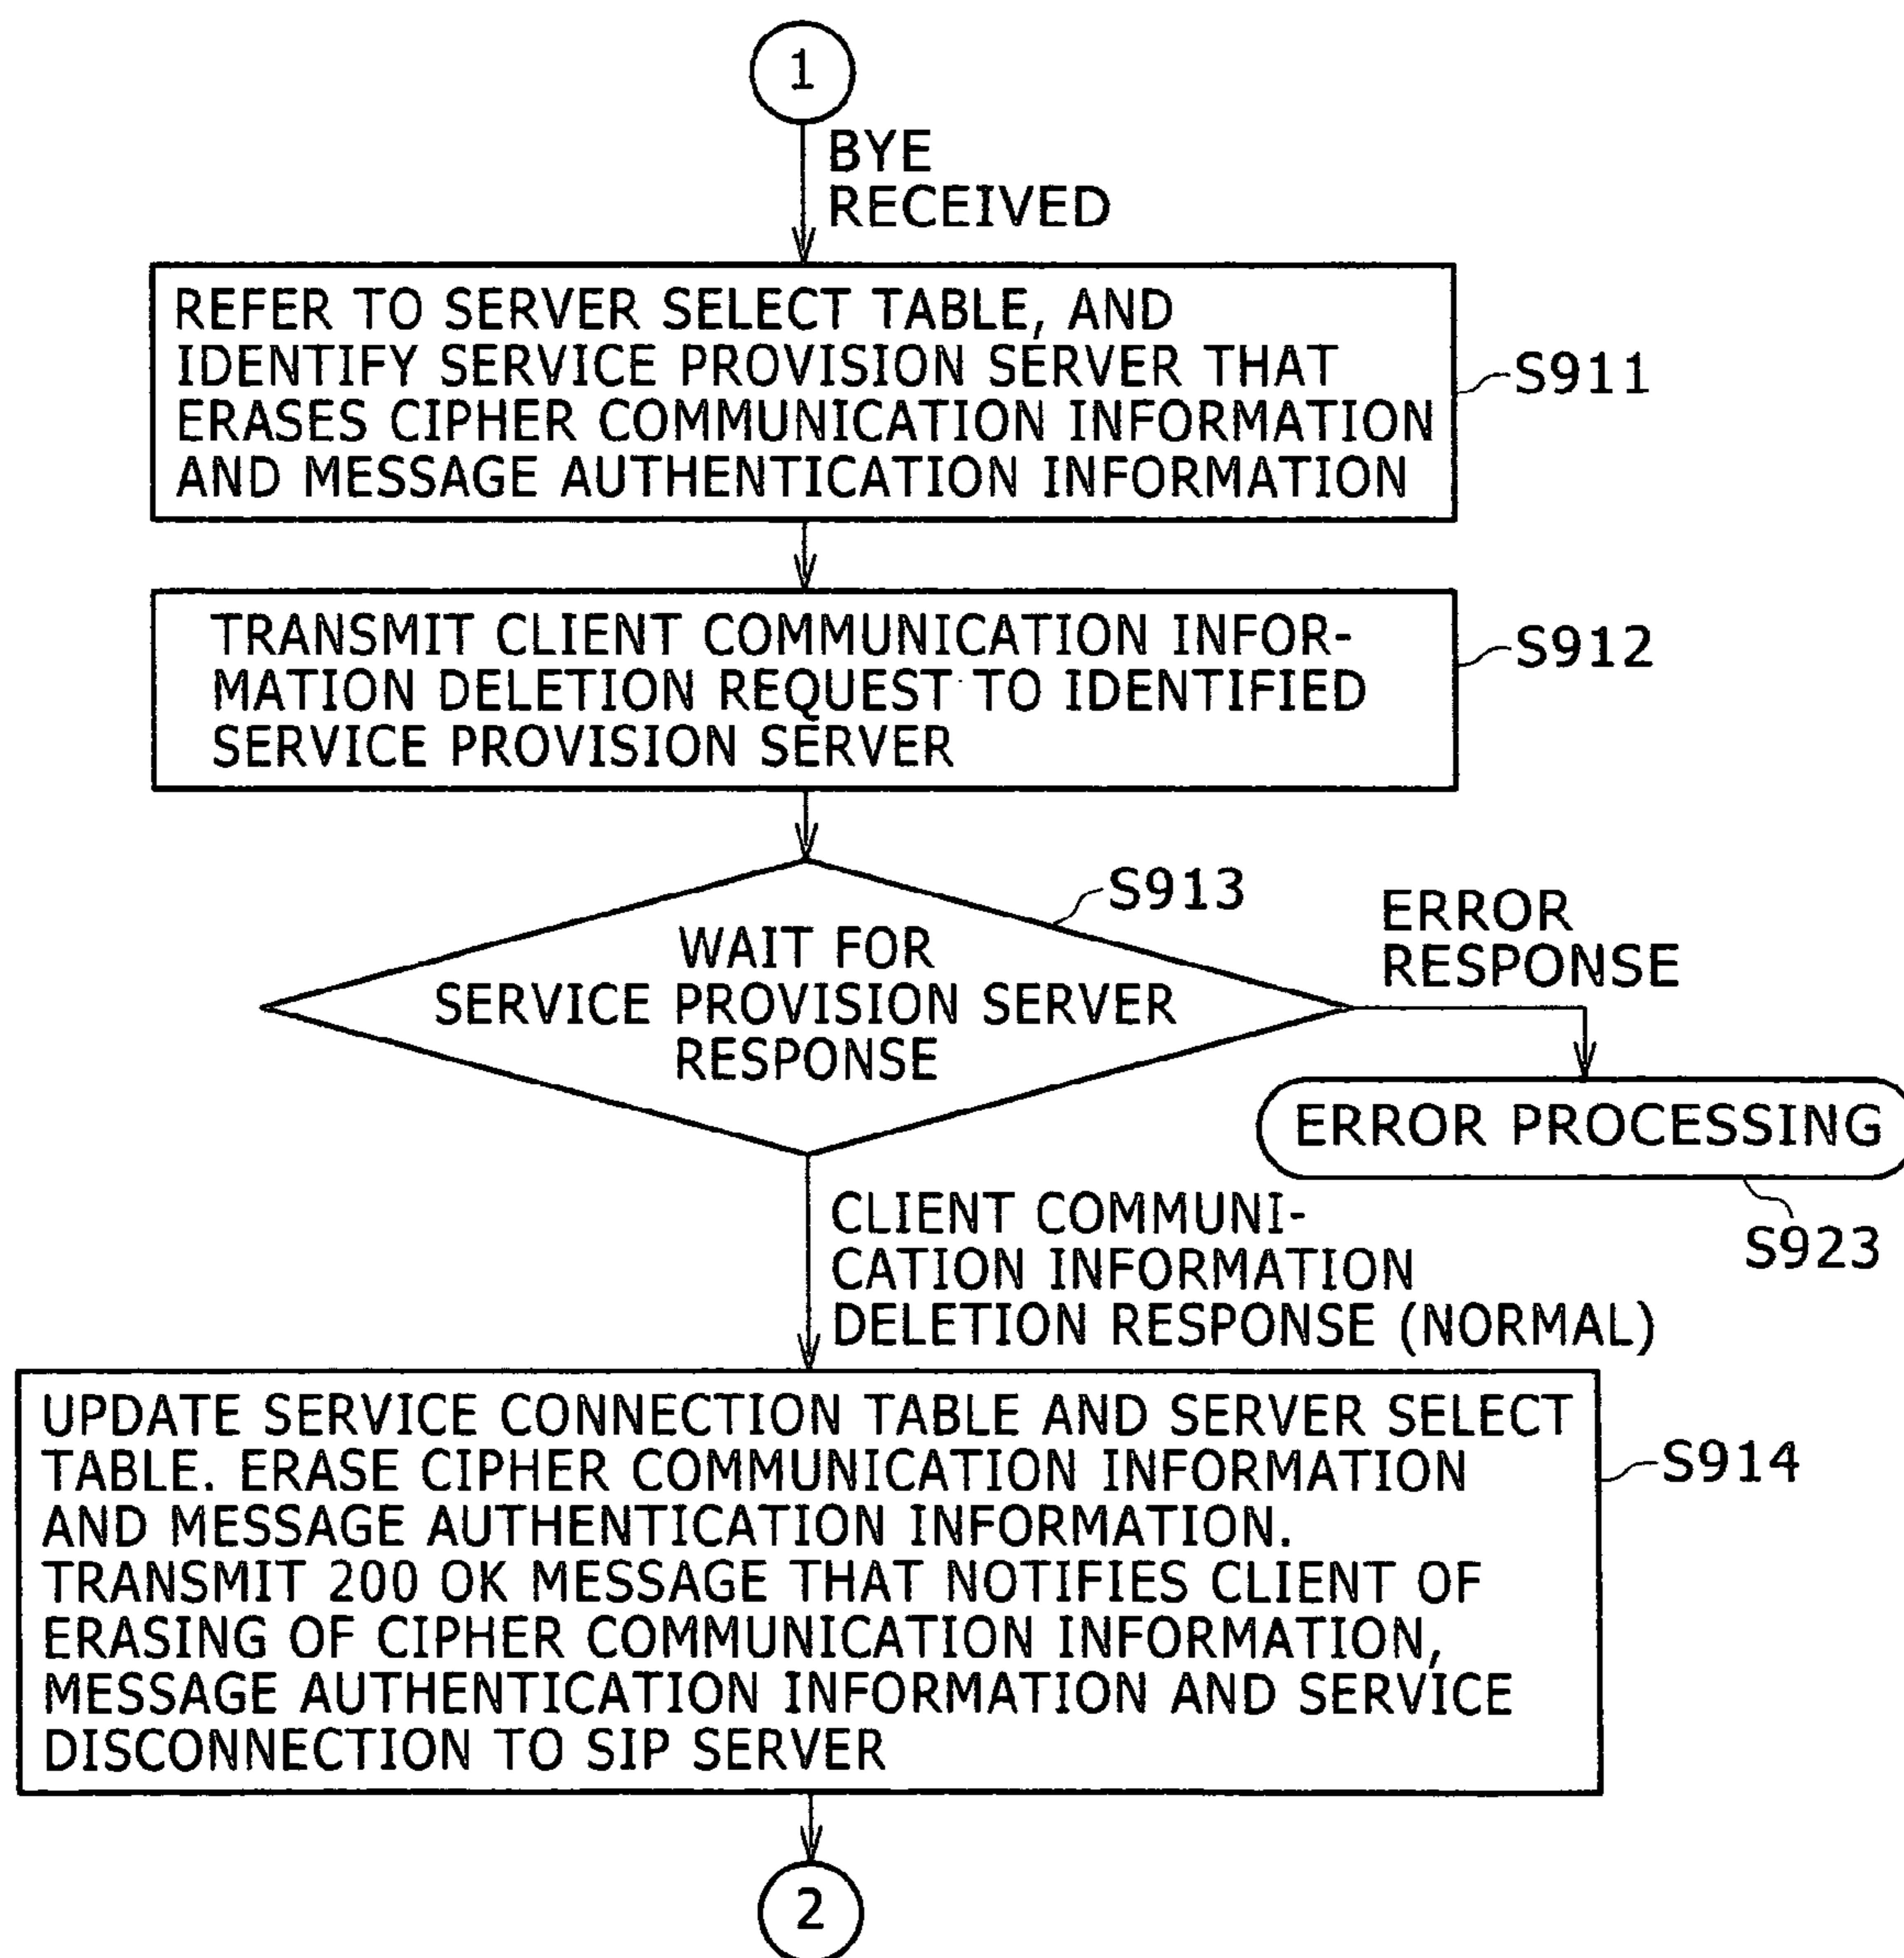 1
BYE
RECEIVED
REFER TO SERVER SELECT TABLE, AND
IDENTIFY SERVICE PROVISION SERVER THAT
ERASES CIPHER COMMUNICATION INFORMATION
AND MESSAGE AUTHENTICATION INFORMATION
S911
TRANSMIT CLIENT COMMUNICATION INFOR-
MATION DELETION REQUEST TO IDENTIFIED
SERVICE PROVISION SERVER
S912
S913
WAIT FOR
SERVICE PROVISION SERVER
RESPONSE
ERROR
RESPONSE
ERROR PROCESSING
S923
CLIENT COMMUNI-
CATION INFORMATION
DELETION RESPONSE (NORMAL)
UPDATE SERVICE CONNECTION TABLE AND SERVER SELECT
TABLE. ERASE CIPHER COMMUNICATION INFORMATION
AND MESSAGE AUTHENTICATION INFORMATION.
TRANSMIT 200 OK MESSAGE THAT NOTIFIES CLIENT OF
ERASING OF CIPHER COMMUNICATION INFORMATION,
MESSAGE AUTHENTICATION INFORMATION AND SERVICE
DISCONNECTION TO SIP SERVER
S914
2